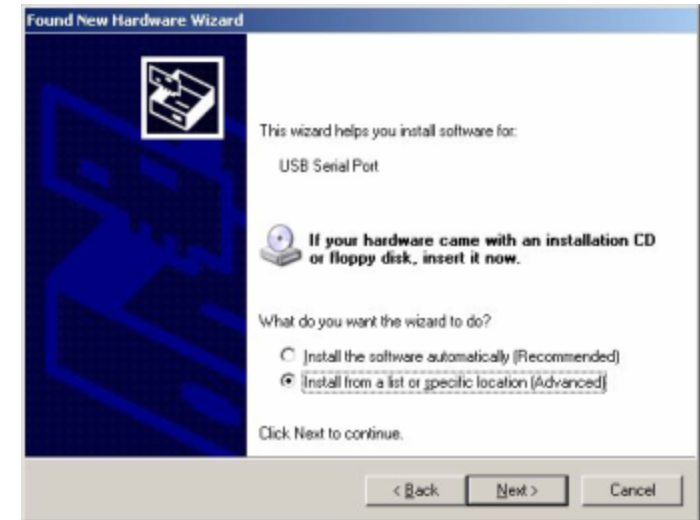 Found New Hardware Wizard
This wizard helps you install software for:
USB Serial Port
If your hardware came with an installation CD
or floppy disk, insert it now.
What do you want the wizard to do?
Install the software automatically (Recommended)
Install from a list or specific location (Advanced)
Click Next to continue.
< Back Next > Cancel